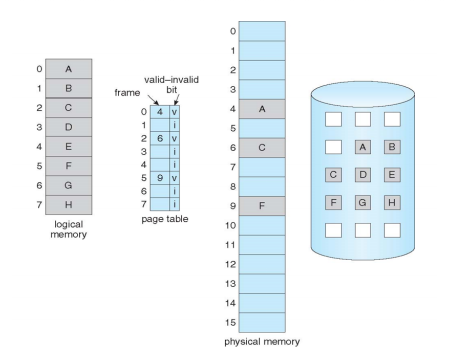 0 A
1 B
2 C
3 D
4 E
5 F
6 G
7 H
logical
memory
valid–invalid
bit
frame
0 4 v
1 i
2 6 v
3 i
4 i
5 9 v
6 i
7 i
page table
0
1
2
3
4 A
5
6 C
7
8
9 F
10
11
12
13
14
15
physical memory
A B
C D E
F G H